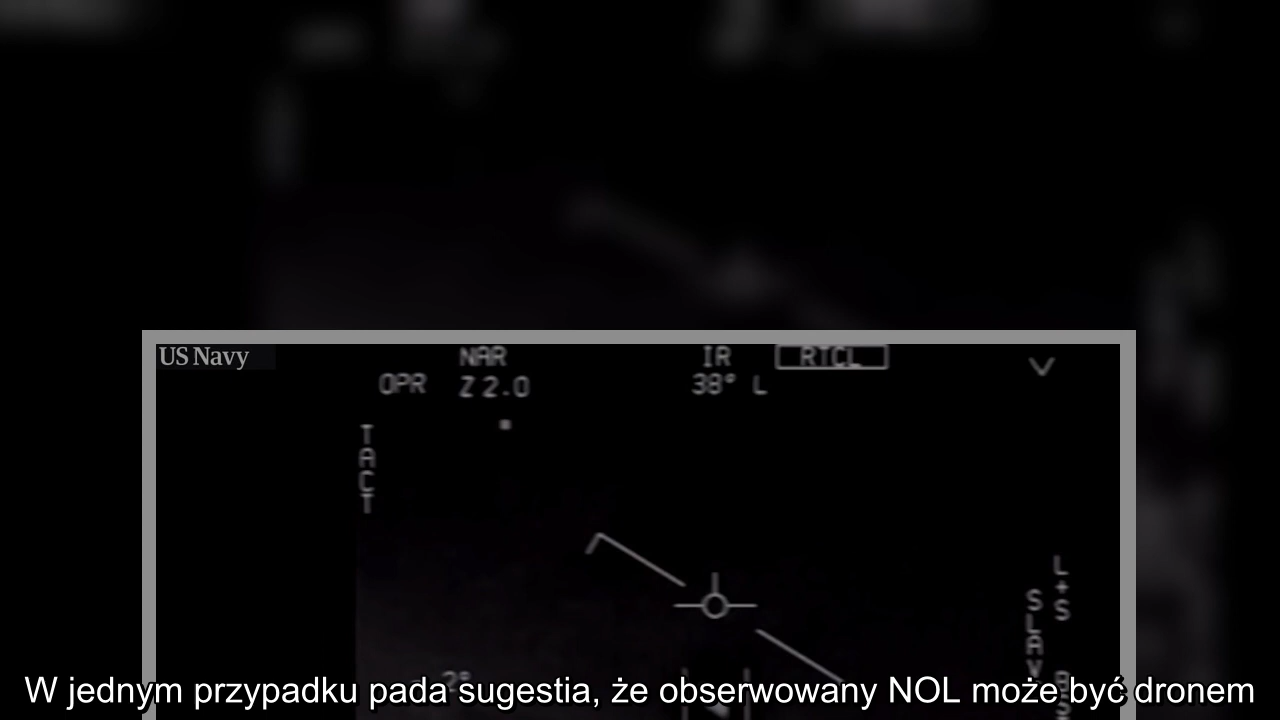 US Navy
NAR
IR
RTCL
OPR
Z 2.0
38° L
TACT
L+S
SLAV
2°
W jednym przypadku pada sugestia, że obserwowany NOL może być dronem